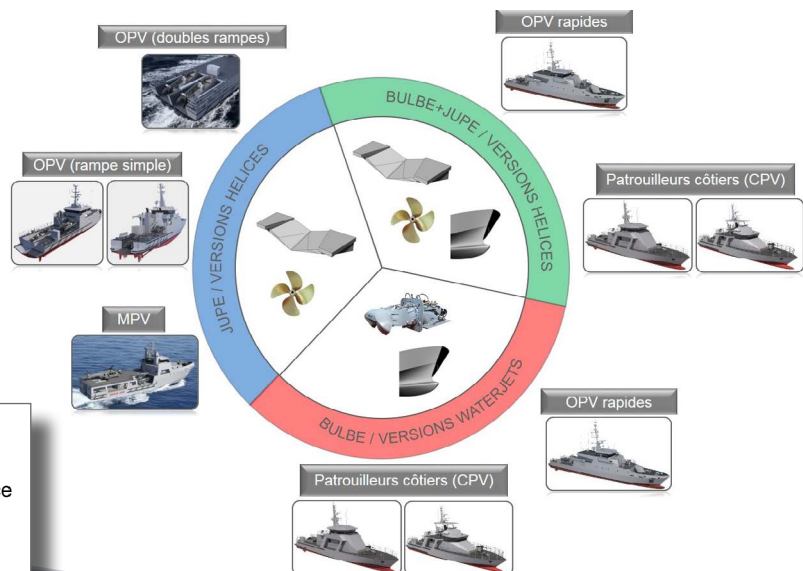 OPV (doubles rampes)
OPV rapides
OPV (rampe simple)
Patrouilleurs côtiers (CPV)
MPV
OPV rapides
Patrouilleurs côtiers (CPV)
JUPE / VERSIONS HELICES
BULBE+JUPE / VERSIONS HELICES
BULBE / VERSIONS WATERJETS